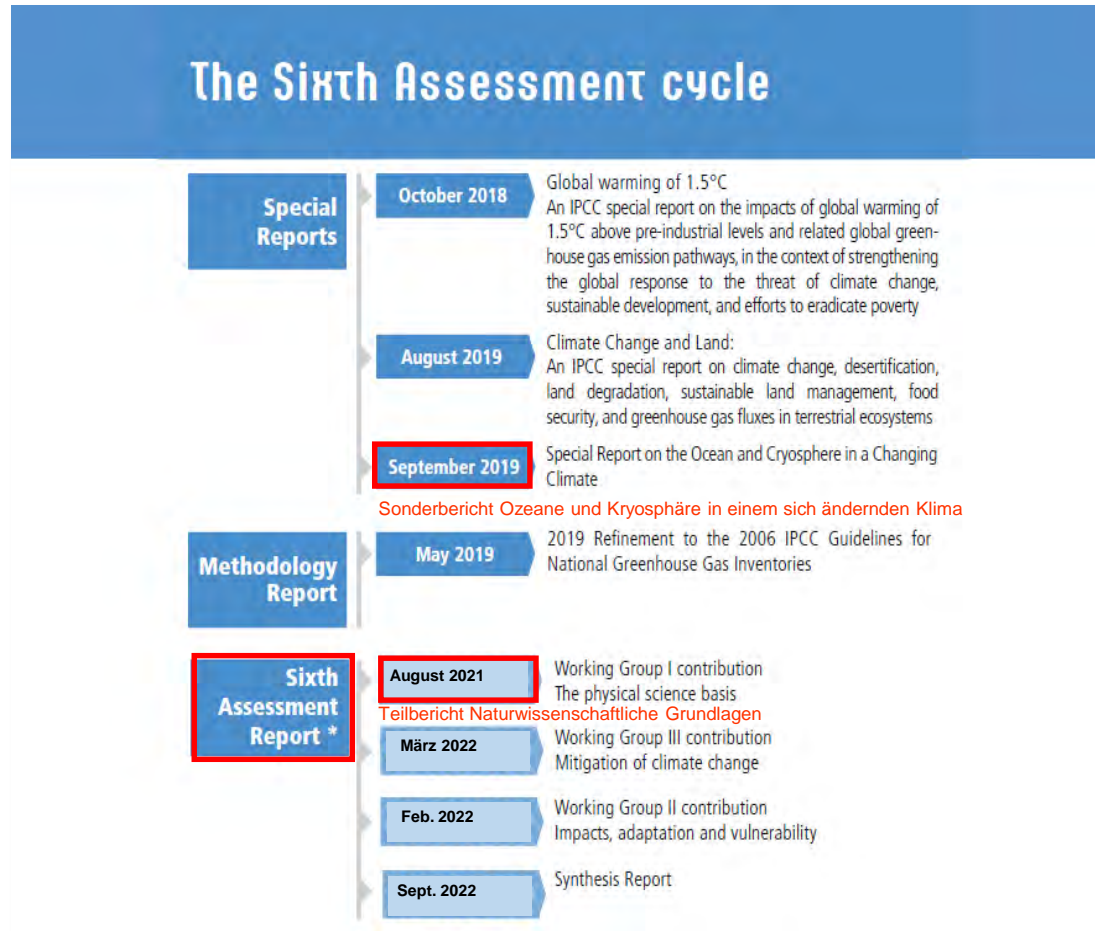 The Sixth Assessment cycle
Special
Reports
October 2018
Global warming of 1.5°C
An IPCC special report on the impacts of global warming of
1.5°C above pre-industrial levels and related global green-
house gas emission pathways, in the context of strengthening
the global response to the threat of climate change,
sustainable development, and efforts to eradicate poverty
August 2019
Climate Change and Land:
An IPCC special report on climate change, desertification,
land degradation, sustainable land management, food
security, and greenhouse gas fluxes in terrestrial ecosystems
September 2019
Special Report on the Ocean and Cryosphere in a Changing
Climate
Sonderbericht Ozeane und Kryosphäre in einem sich ändernden Klima
Methodology
Report
May 2019
2019 Refinement to the 2006 IPCC Guidelines for
National Greenhouse Gas Inventories
Sixth
Assessment
Report *
August 2021
Working Group I contribution
The physical science basis
Teilbericht Naturwissenschaftliche Grundlagen
März 2022
Working Group III contribution
Mitigation of climate change
Feb. 2022
Working Group II contribution
Impacts, adaptation and vulnerability
Sept. 2022
Synthesis Report